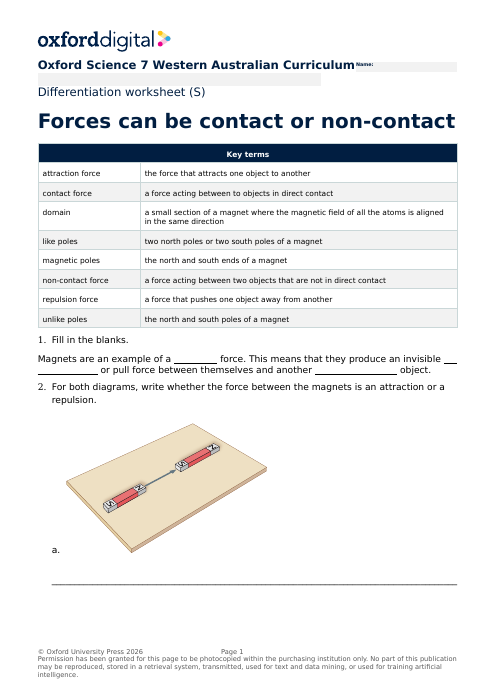 oxforddigital
Oxford Science 7 Western Australian Curriculum Name:
Differentiation worksheet (S)
Forces can be contact or non-contact
Key terms
attraction force the force that attracts one object to another
contact force a force acting between to objects in direct contact
domain a small section of a magnet where the magnetic field of all the atoms is aligned
in the same direction
like poles two north poles or two south poles of a magnet
magnetic poles the north and south ends of a magnet
non-contact force a force acting between two objects that are not in direct contact
repulsion force a force that pushes one object away from another
unlike poles the north and south poles of a magnet
1. Fill in the blanks.
Magnets are an example of a _________ force. This means that they produce an invisible ___
_____________ or pull force between themselves and another _________________ object.
2. For both diagrams, write whether the force between the magnets is an attraction or a
repulsion.
S N S N
a.
© Oxford University Press 2026 Page 1
Permission has been granted for this page to be photocopied within the purchasing institution only. No part of this publication
may be reproduced, stored in a retrieval system, transmitted, used for text and data mining, or used for training artificial
intelligence.